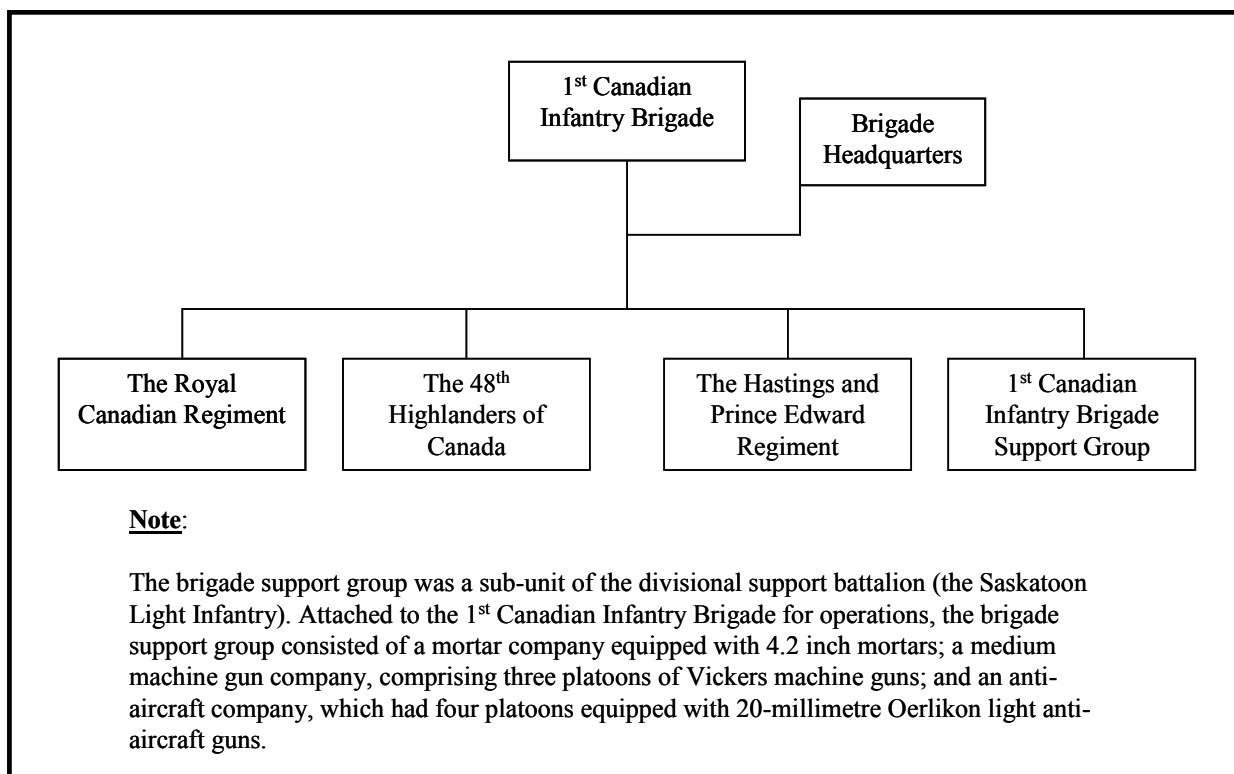 1st Canadian
Infantry Brigade
Brigade
Headquarters
The Royal
Canadian Regiment
The 48th
Highlanders of
Canada
The Hastings and
Prince Edward
Regiment
1st Canadian
Infantry Brigade
Support Group
Note:
The brigade support group was a sub-unit of the divisional support battalion (the Saskatoon
Light Infantry). Attached to the 1st Canadian Infantry Brigade for operations, the brigade
support group consisted of a mortar company equipped with 4.2 inch mortars; a medium
machine gun company, comprising three platoons of Vickers machine guns; and an anti-
aircraft company, which had four platoons equipped with 20-millimetre Oerlikon light anti-
aircraft guns.